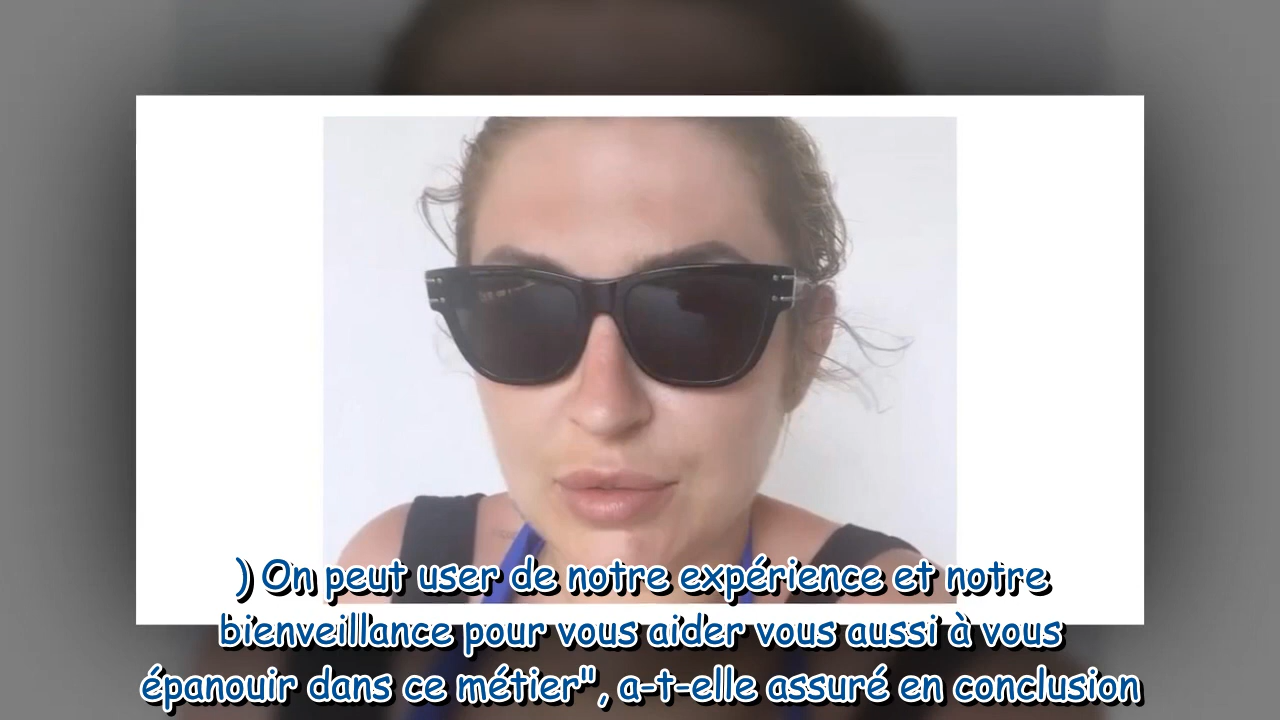 ) On peut user de notre expérience et notre
bienveillance pour vous aider vous aussi à vous
épanouir dans ce métier", a-t-elle assuré en conclusion